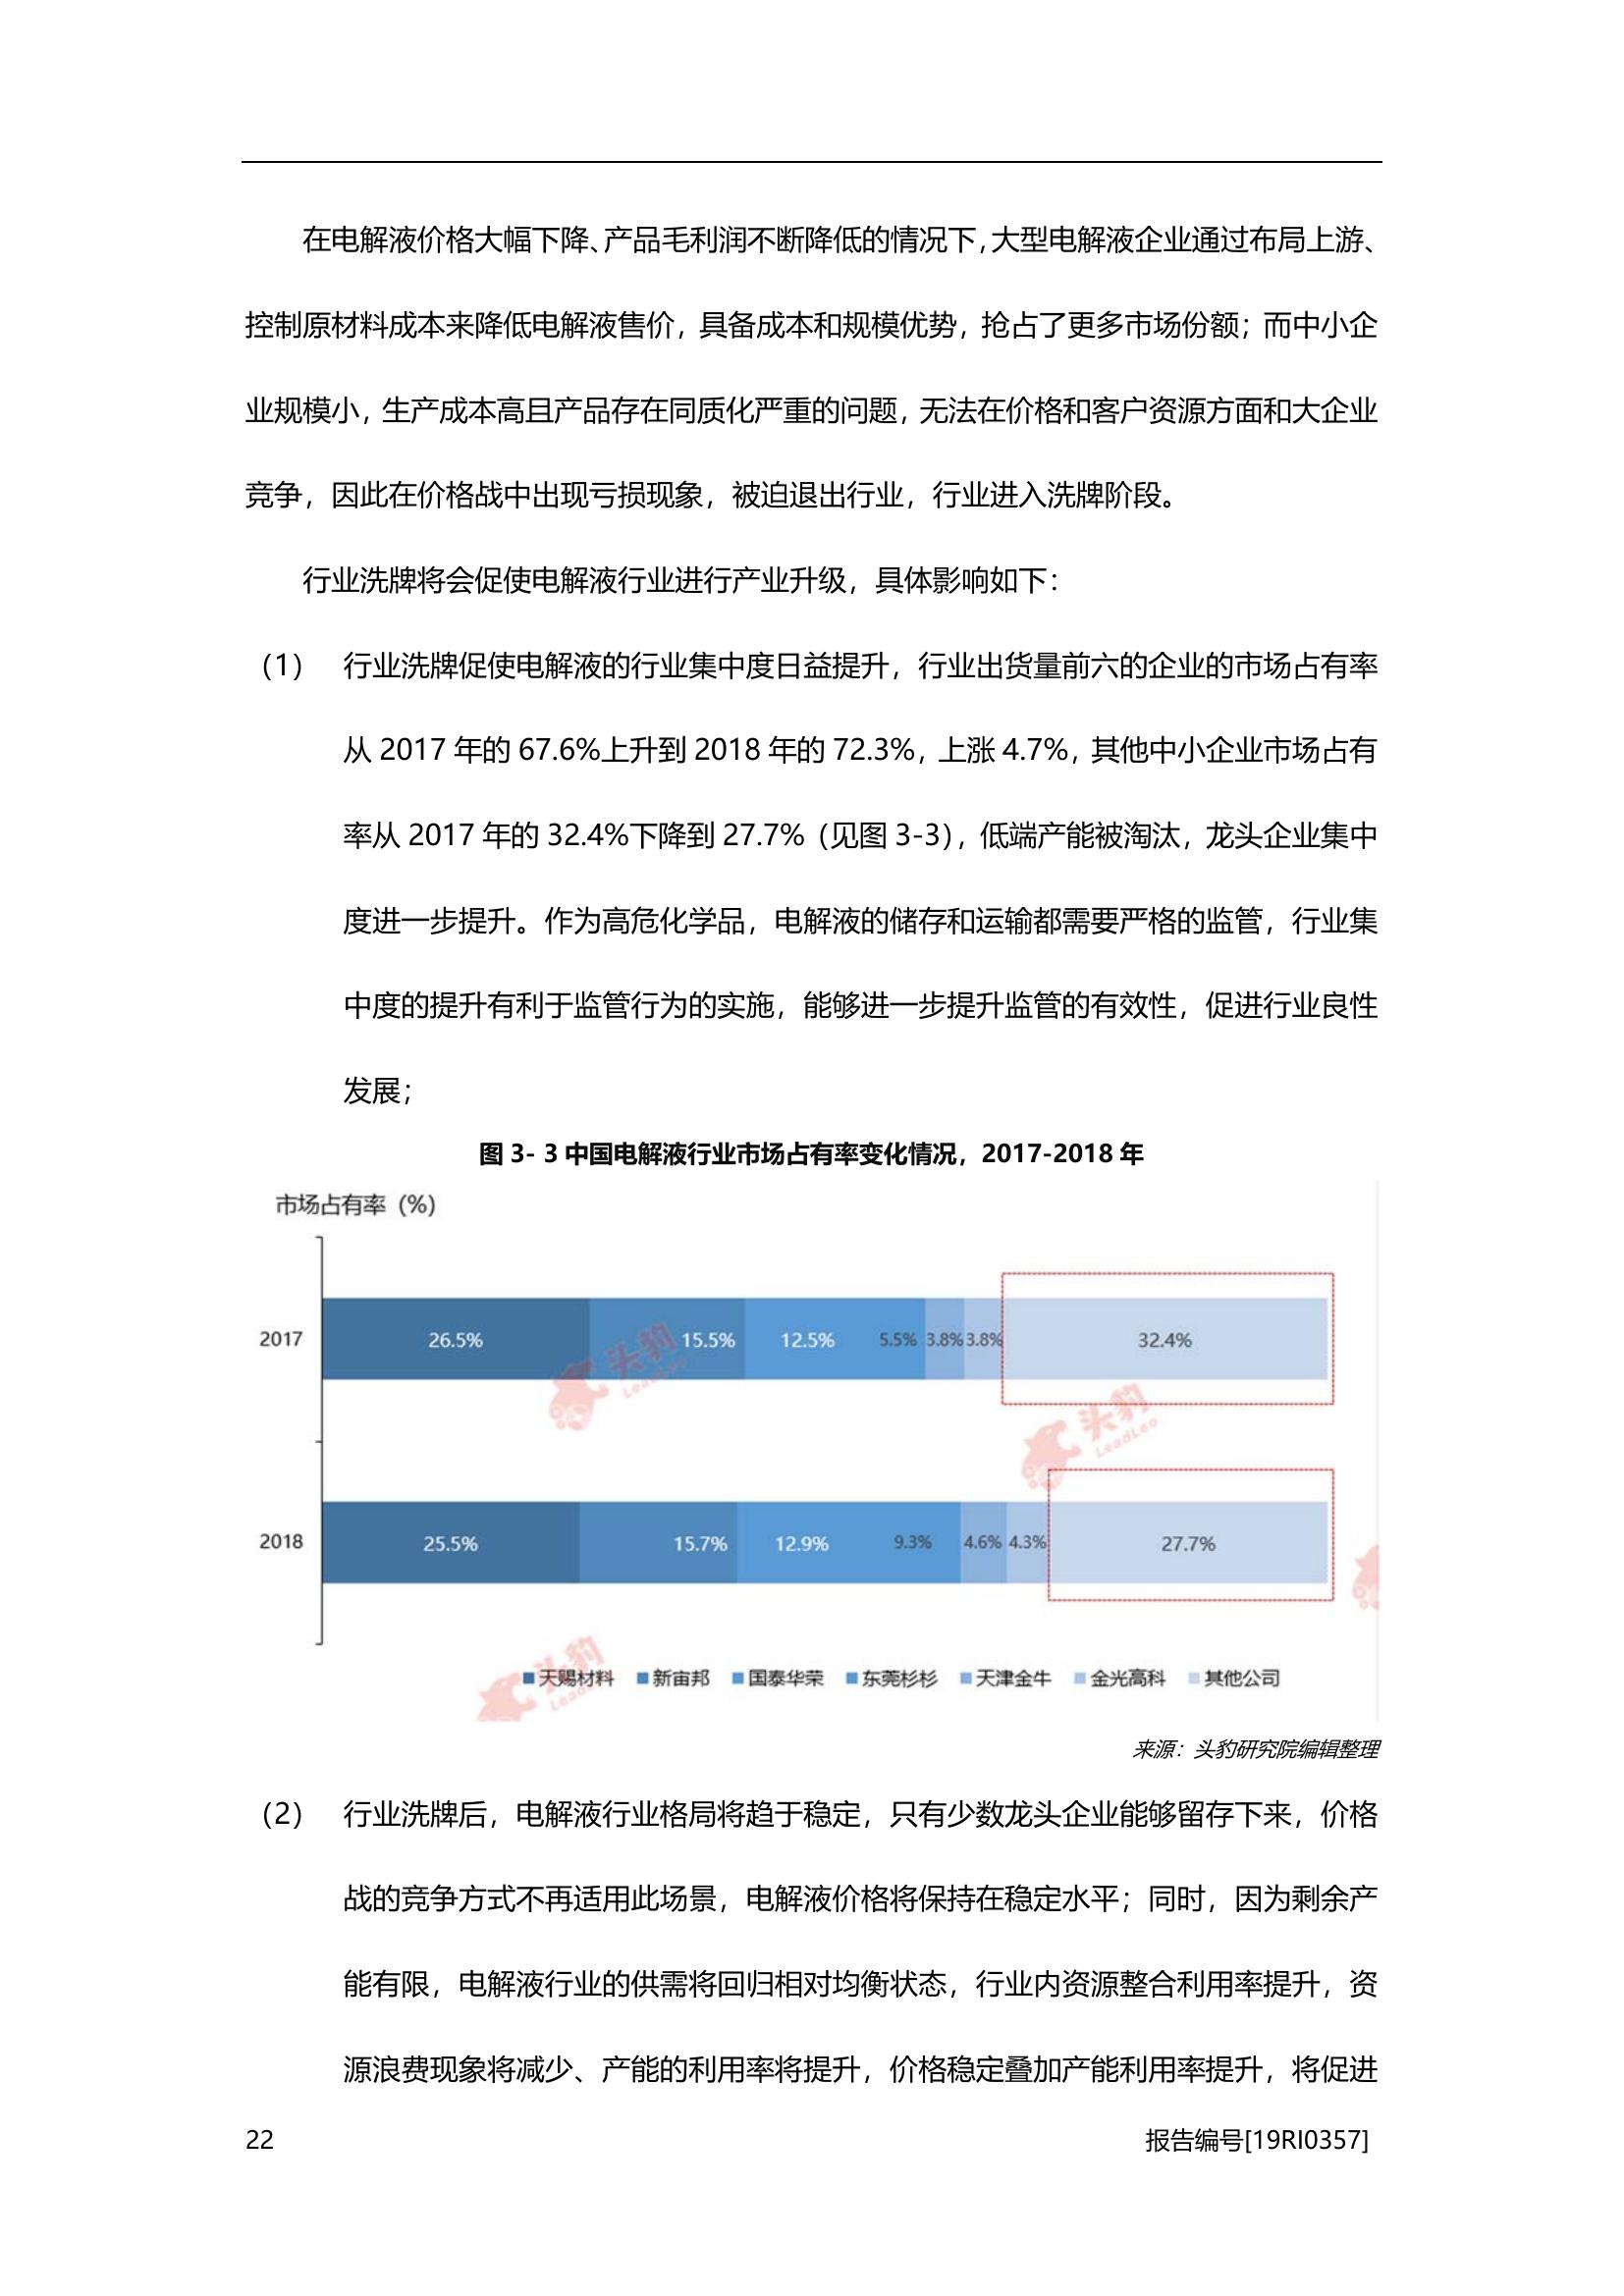 在电解液价格大幅下降、产品毛利润不断降低的情况下，大型电解液企业通过布局上游、
控制原材料成本来降低电解液售价，具备成本和规模优势，抢占了更多市场份额；而中小企
业规模小，生产成本高且产品存在同质化严重的问题，无法在价格和客户资源方面和大企业
竞争，因此在价格战中出现亏损现象，被迫退出行业，行业进入洗牌阶段。
行业洗牌将会促使电解液行业进行产业升级，具体影响如下：
（1） 行业洗牌促使电解液的行业集中度日益提升，行业出货量前六的企业的市场占有率
从 2017 年的 67.6%上升到 2018 年的 72.3%，上涨 4.7%，其他中小企业市场占有
率从 2017 年的 32.4%下降到 27.7%（见图 3-3），低端产能被淘汰，龙头企业集中
度进一步提升。作为高危化学品，电解液的储存和运输都需要严格的监管，行业集
中度的提升有利于监管行为的实施，能够进一步提升监管的有效性，促进行业良性
发展；
图 3- 3 中国电解液行业市场占有率变化情况，2017-2018 年
市场占有率（%）
2017 26.5% 15.5% 12.5% 5.5% 3.8% 3.8% 32.4%
头豹
LeadLeo
头豹
LeadLeo
2018 25.5% 15.7% 12.9% 9.3% 4.6% 4.3% 27.7%
头豹
LeadLeo
天赐材料 新宙邦 国泰华荣 东莞杉杉 天津金牛 金光高科 其他公司
来源：头豹研究院编辑整理
（2） 行业洗牌后，电解液行业格局将趋于稳定，只有少数龙头企业能够留存下来，价格
战的竞争方式不再适用此场景，电解液价格将保持在稳定水平；同时，因为剩余产
能有限，电解液行业的供需将回归相对均衡状态，行业内资源整合利用率提升，资
源浪费现象将减少、产能的利用率将提升，价格稳定叠加产能利用率提升，将促进
22 报告编号[19RI0357]